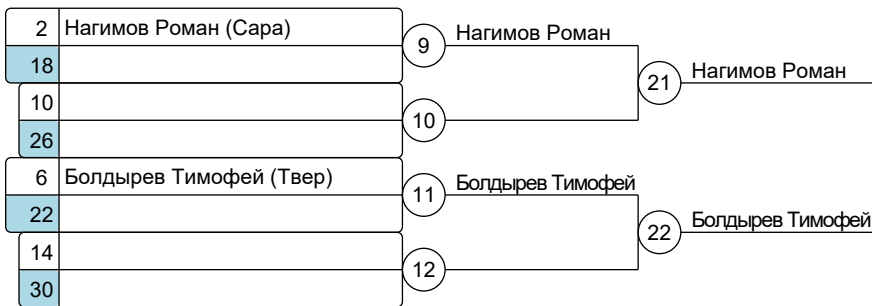 2 Нагимов Роман (Сара)
18
10
26
6 Болдырев Тимофей (Твер)
22
14
30
9 Нагимов Роман
10
11 Болдырев Тимофей
12
21 Нагимов Роман
22 Болдырев Тимофей